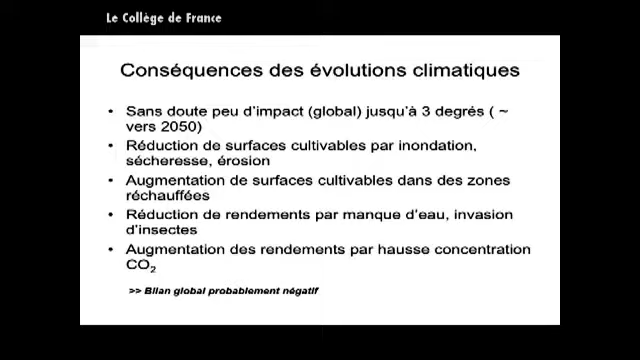 Le Collège de France
Conséquences des évolutions climatiques
• Sans doute peu d'impact (global) jusqu'à 3 degrés ( ~
vers 2050)
• Réduction de surfaces cultivables par inondation,
sécheresse, érosion
• Augmentation de surfaces cultivables dans des zones
réchauffées
• Réduction de rendements par manque d'eau, invasion
d'insectes
• Augmentation des rendements par hausse concentration
CO₂
>> Bilan global probablement négatif